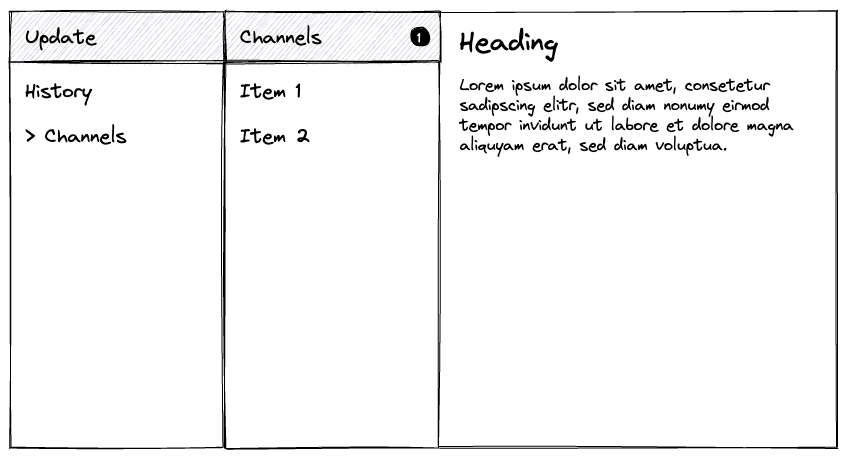 Update
History
> Channels
Channels
1
Item 1
Item 2
Heading
Lorem ipsum dolor sit amet, consetetur
sadipscing elitr, sed diam nonumy eirmod
tempor invidunt ut labore et dolore magna
aliquyam erat, sed diam voluptua.